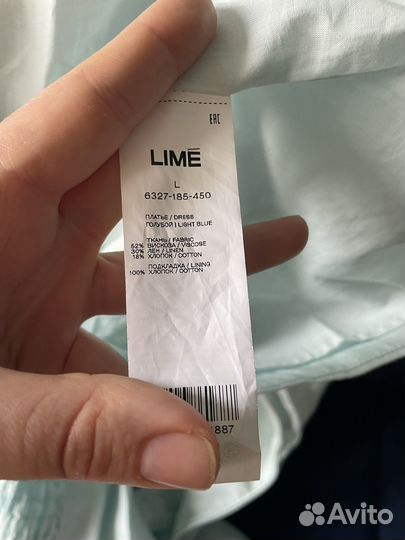 EAC
LIMÉ
L
6327-185-450
ПЛАТЬЕ / DRESS
ГОЛУБОЙ | LIGHT BLUE
ТКАНЬ / FABRIC
52% ВИСКОЗА / VISCOSE
30% ЛЕН / LINEN
18% ХЛОПОК / COTTON
ПОДКЛАДКА / LINING
100% ХЛОПОК / COTTON
887
Avito